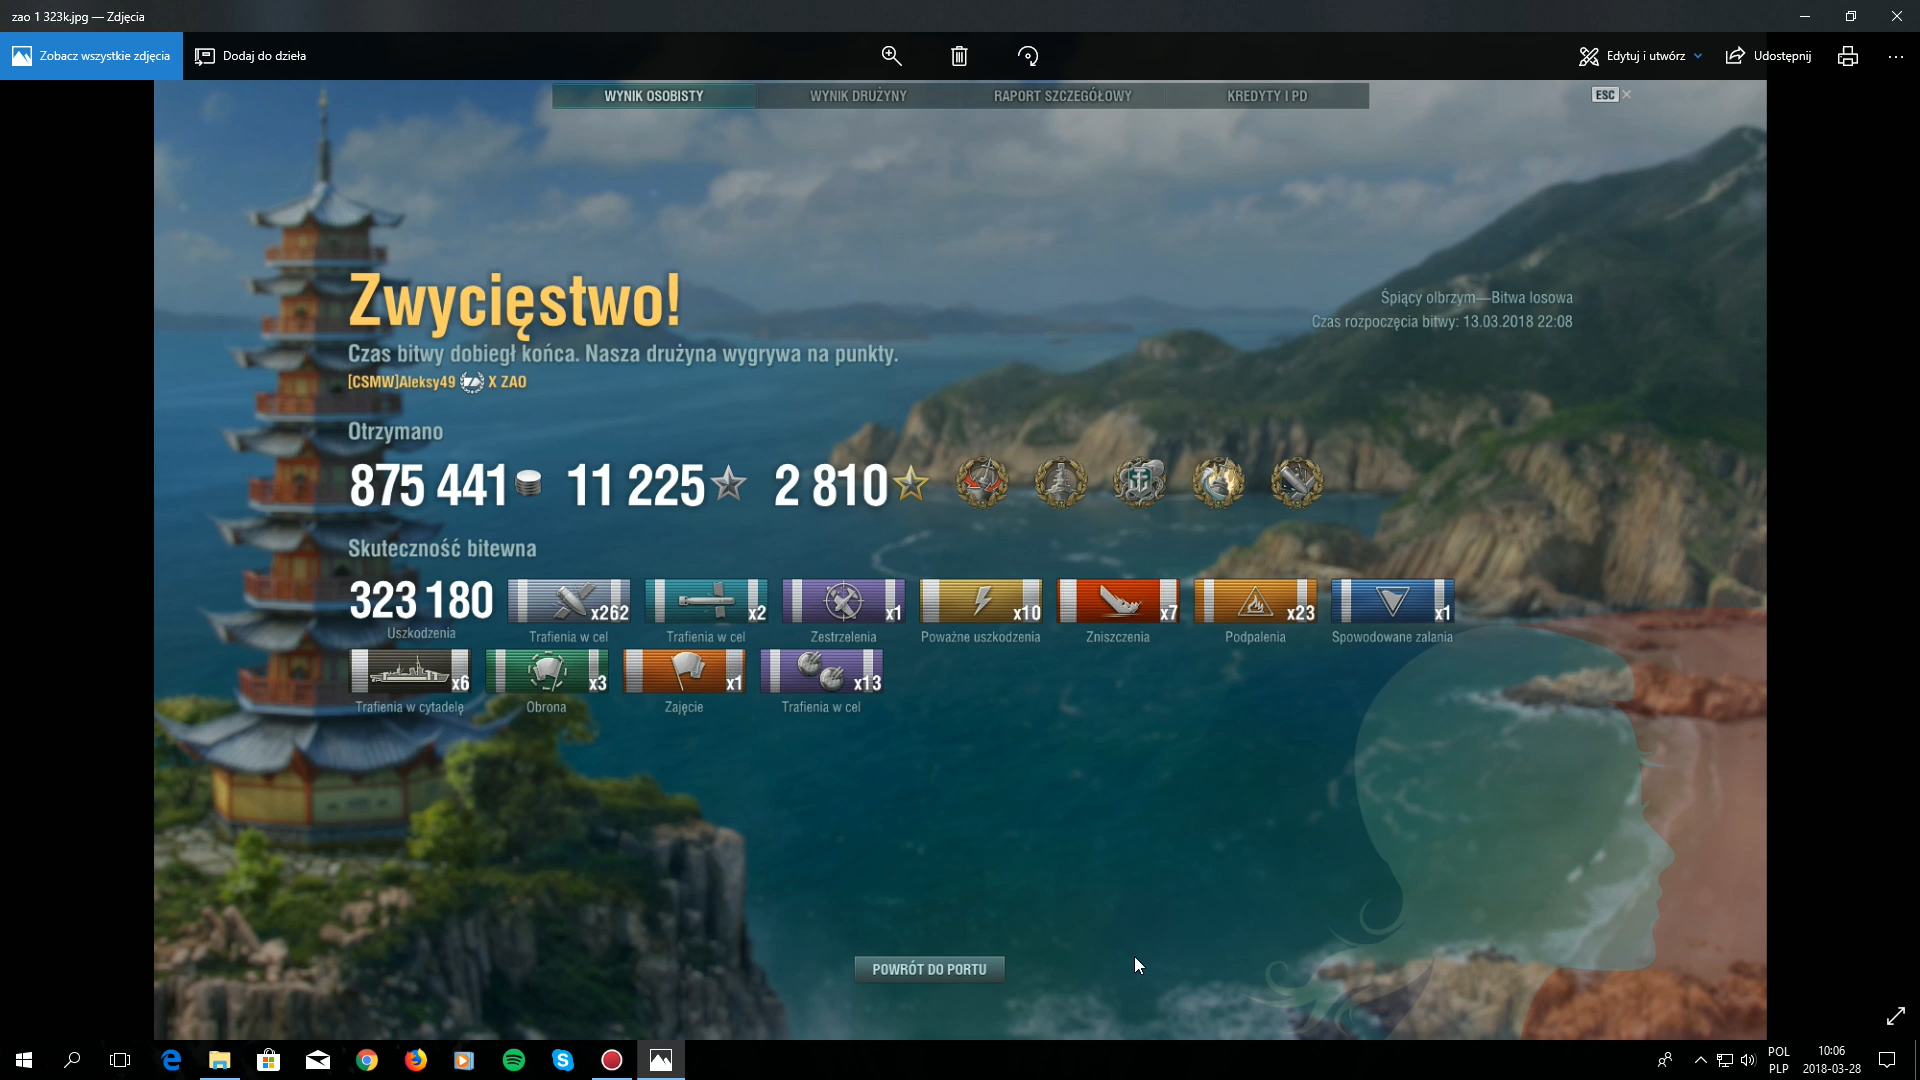 zao 1 323k.jpg — Zdjęcia
Zobacz wszystkie zdjęcia
Dodaj do dzieła
Edytuj i utwórz
Udostępnij
WYNIK OSOBISTY
WYNIK DRUŻYNY
RAPORT SZCZEGÓŁOWY
KREDYTY I PD
ESC
Zwycięstwo!
Śpiący olbrzym—Bitwa losowa
Czas rozpoczęcia bitwy: 13.03.2018 22:08
Czas bitwy dobiegł końca. Nasza drużyna wygrywa na punkty.
[CSMW]Aleksy49 X ZAO
Otrzymano
875 441 11 225 2 810
Skuteczność bitewna
323 180 x262 x2 x1 x10 x7 x23 x1
Uszkodzenia Trafienia w cel Trafienia w cel Zestrzelenia Poważne uszkodzenia Zniszczenia Podpalenia Spowodowane zalania
x6 x3 x1 x13
Trafienia w cytadelę Obrona Zajęcie Trafienia w cel
POWRÓT DO PORTU
POL
PLP
10:06
2018-03-28